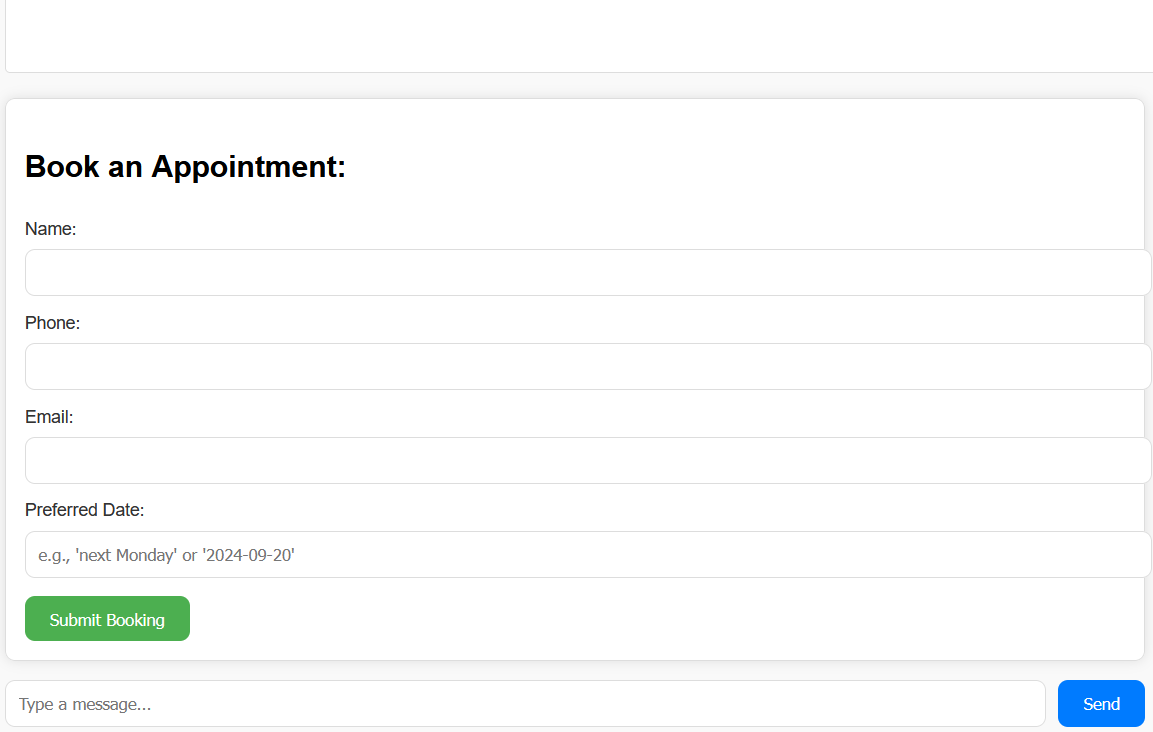 Book an Appointment:
Name:
Phone:
Email:
Preferred Date:
e.g., 'next Monday' or '2024-09-20'
Submit Booking
Type a message...
Send